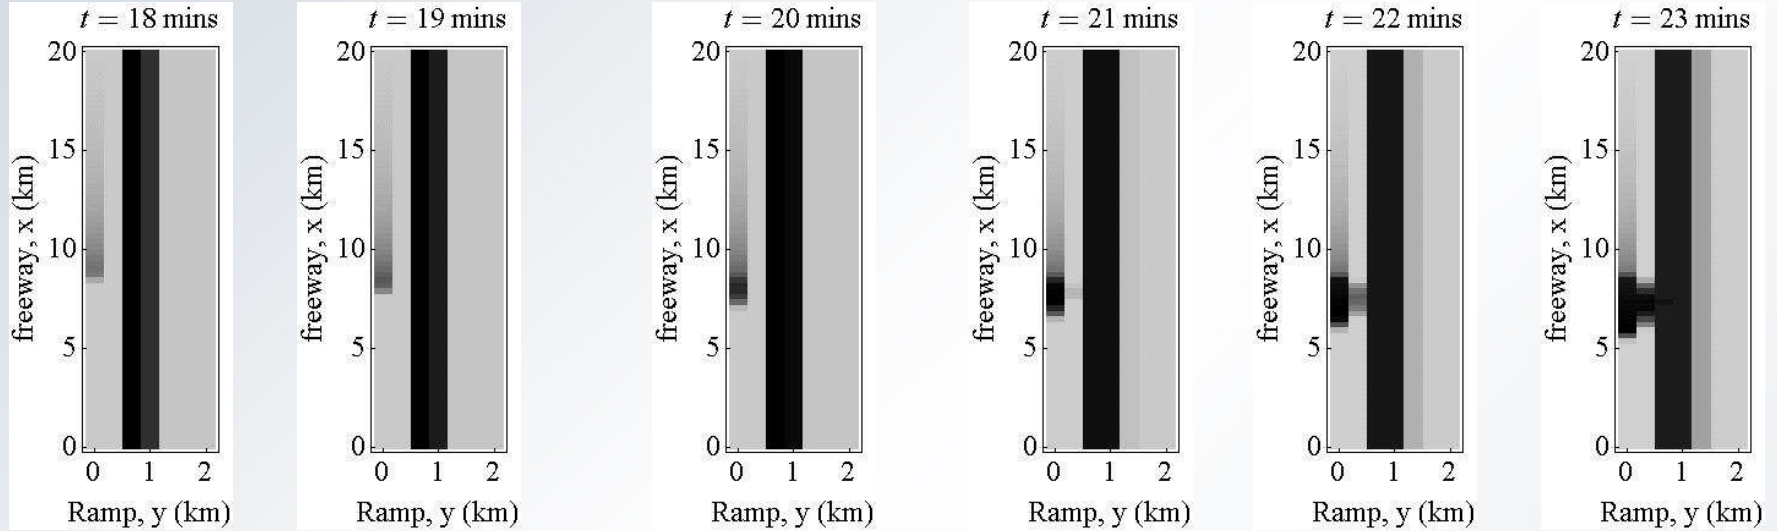 t = 18 mins
20
15
10
5
0
0 1 2
freeway, x (km)
Ramp, y (km)
t = 19 mins
20
15
10
5
0
0 1 2
freeway, x (km)
Ramp, y (km)
t = 20 mins
20
15
10
5
0
0 1 2
freeway, x (km)
Ramp, y (km)
t = 21 mins
20
15
10
5
0
0 1 2
freeway, x (km)
Ramp, y (km)
t = 22 mins
20
15
10
5
0
0 1 2
freeway, x (km)
Ramp, y (km)
t = 23 mins
20
15
10
5
0
0 1 2
freeway, x (km)
Ramp, y (km)